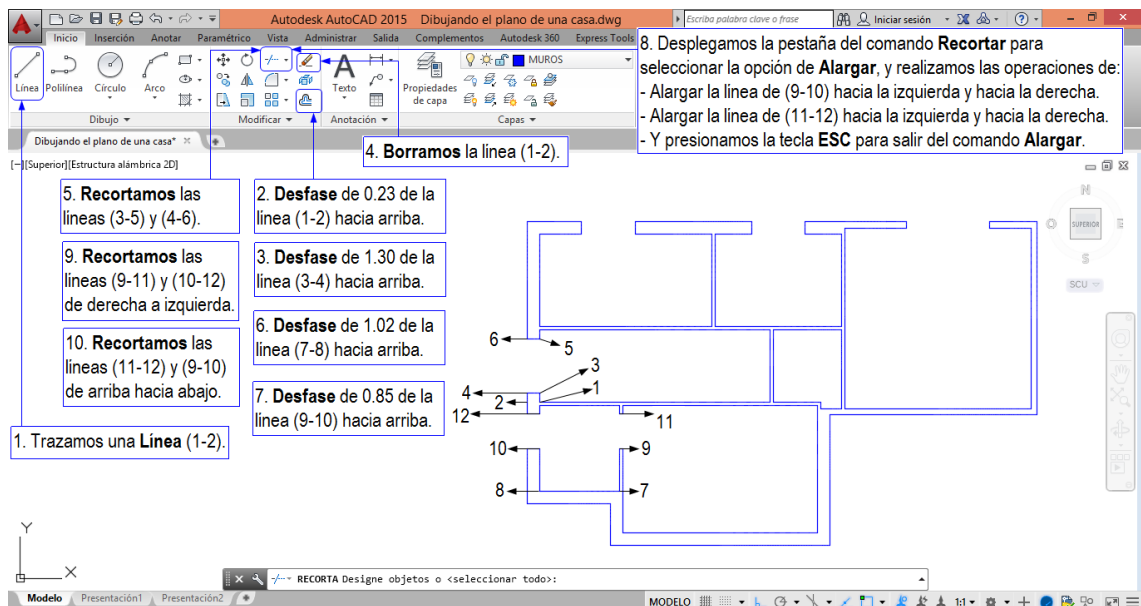 Autodesk AutoCAD 2015 Dibujando el plano de una casa.dwg
Escriba palabra clave o frase
Iniciar sesión
Inicio Inserción Anotar Paramétrico Vista Administrar Salida Complementos Autodesk 360 Express Tools
Línea Polilínea Círculo Arco
Texto
Propiedades de capa
MUROS
Dibujo Modificar Anotación Capas
Dibujando el plano de una casa*
[−][Superior][Estructura alámbrica 2D]
8. Desplegamos la pestaña del comando Recortar para
seleccionar la opción de Alargar, y realizamos las operaciones de:
- Alargar la línea de (9-10) hacia la izquierda y hacia la derecha.
- Alargar la línea de (11-12) hacia la izquierda y hacia la derecha.
- Y presionamos la tecla ESC para salir del comando Alargar.
4. Borramos la linea (1-2).
5. Recortamos las
lineas (3-5) y (4-6).
2. Desfase de 0.23 de la
linea (1-2) hacia arriba.
9. Recortamos las
lineas (9-11) y (10-12)
de derecha a izquierda.
3. Desfase de 1.30 de la
linea (3-4) hacia arriba.
10. Recortamos las
líneas (11-12) y (9-10)
de arriba hacia abajo.
6. Desfase de 1.02 de la
linea (7-8) hacia arriba.
7. Desfase de 0.85 de la
linea (9-10) hacia arriba.
1. Trazamos una Línea (1-2).
N
O
SUPERIOR
E
S
SCU
6
5
3
4
1
2
12
11
10
9
8
7
Y
X
RECORTA Designe objetos o <seleccionar todo>:
Modelo Presentación1 Presentación2
MODELO
1:1